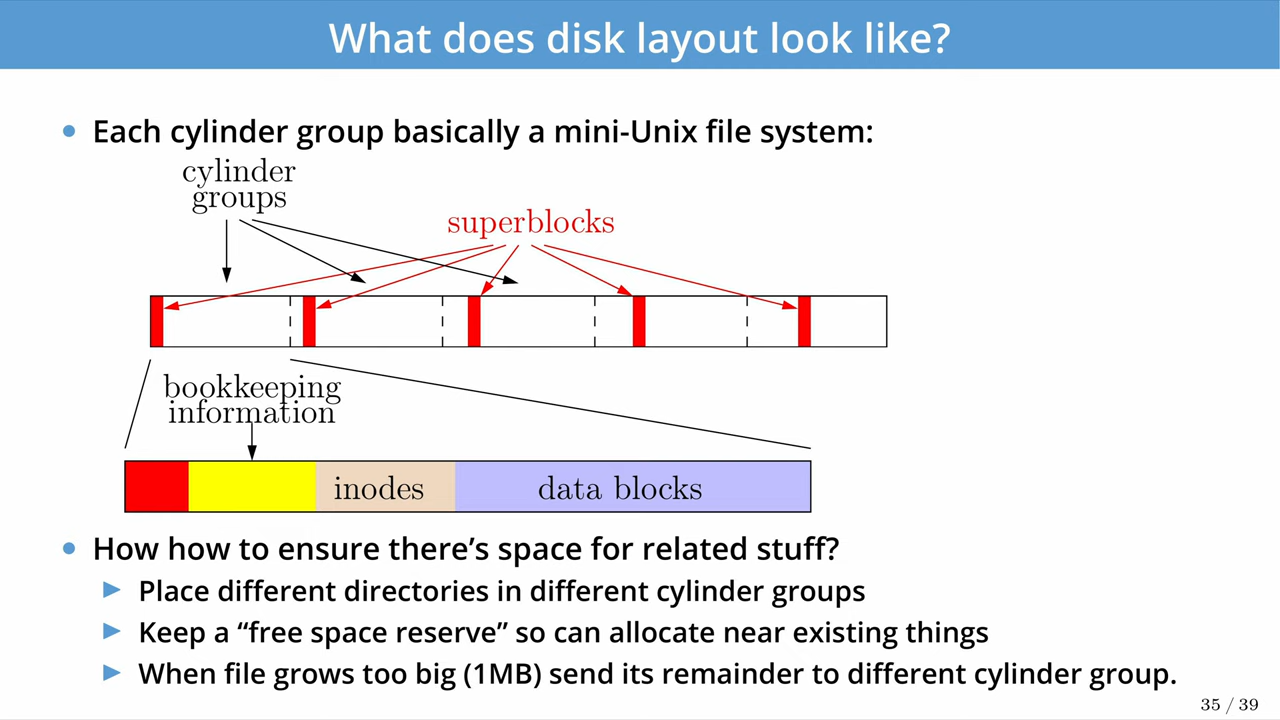 What does disk layout look like?
• Each cylinder group basically a mini-Unix file system:
cylinder
groups
superblocks
bookkeeping
information
inodes
data blocks
• How how to ensure there’s space for related stuff?
▶ Place different directories in different cylinder groups
▶ Keep a “free space reserve” so can allocate near existing things
▶ When file grows too big (1MB) send its remainder to different cylinder group.
35 / 39